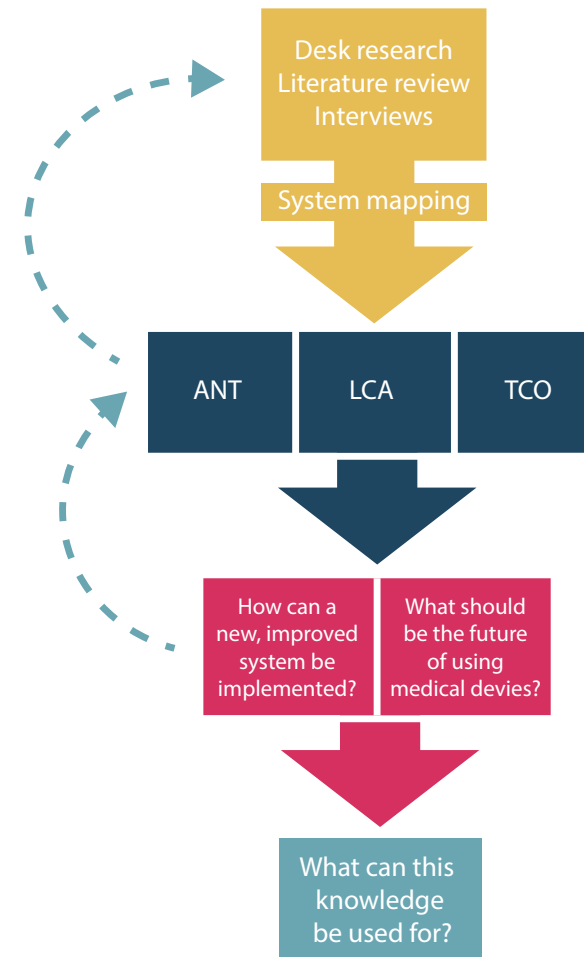 Desk research
Literature review
Interviews
System mapping
ANT
LCA
TCO
How can a
new, improved
system be
implemented?
What should
be the future
of using
medical devies?
What can this
knowledge
be used for?